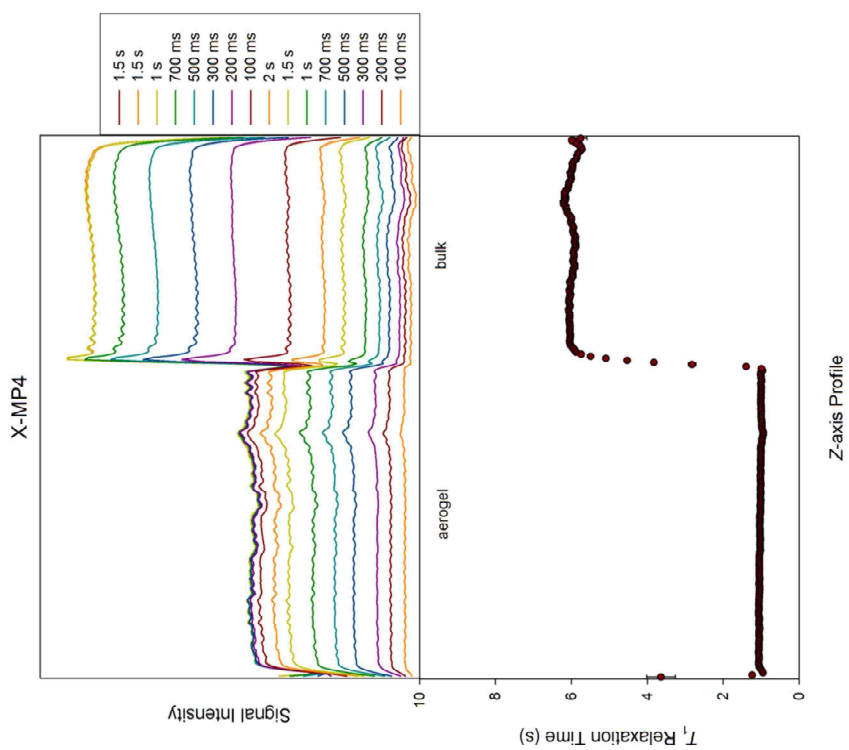 X-MP4
1.5 s
1.5 s
1 s
700 ms
500 ms
300 ms
200 ms
100 ms
2 s
1.5 s
1 s
700 ms
500 ms
300 ms
200 ms
100 ms
Signal Intensity
aerogel
bulk
10
8
6
4
2
0
T₁ Relaxation Time (s)
Z-axis Profile